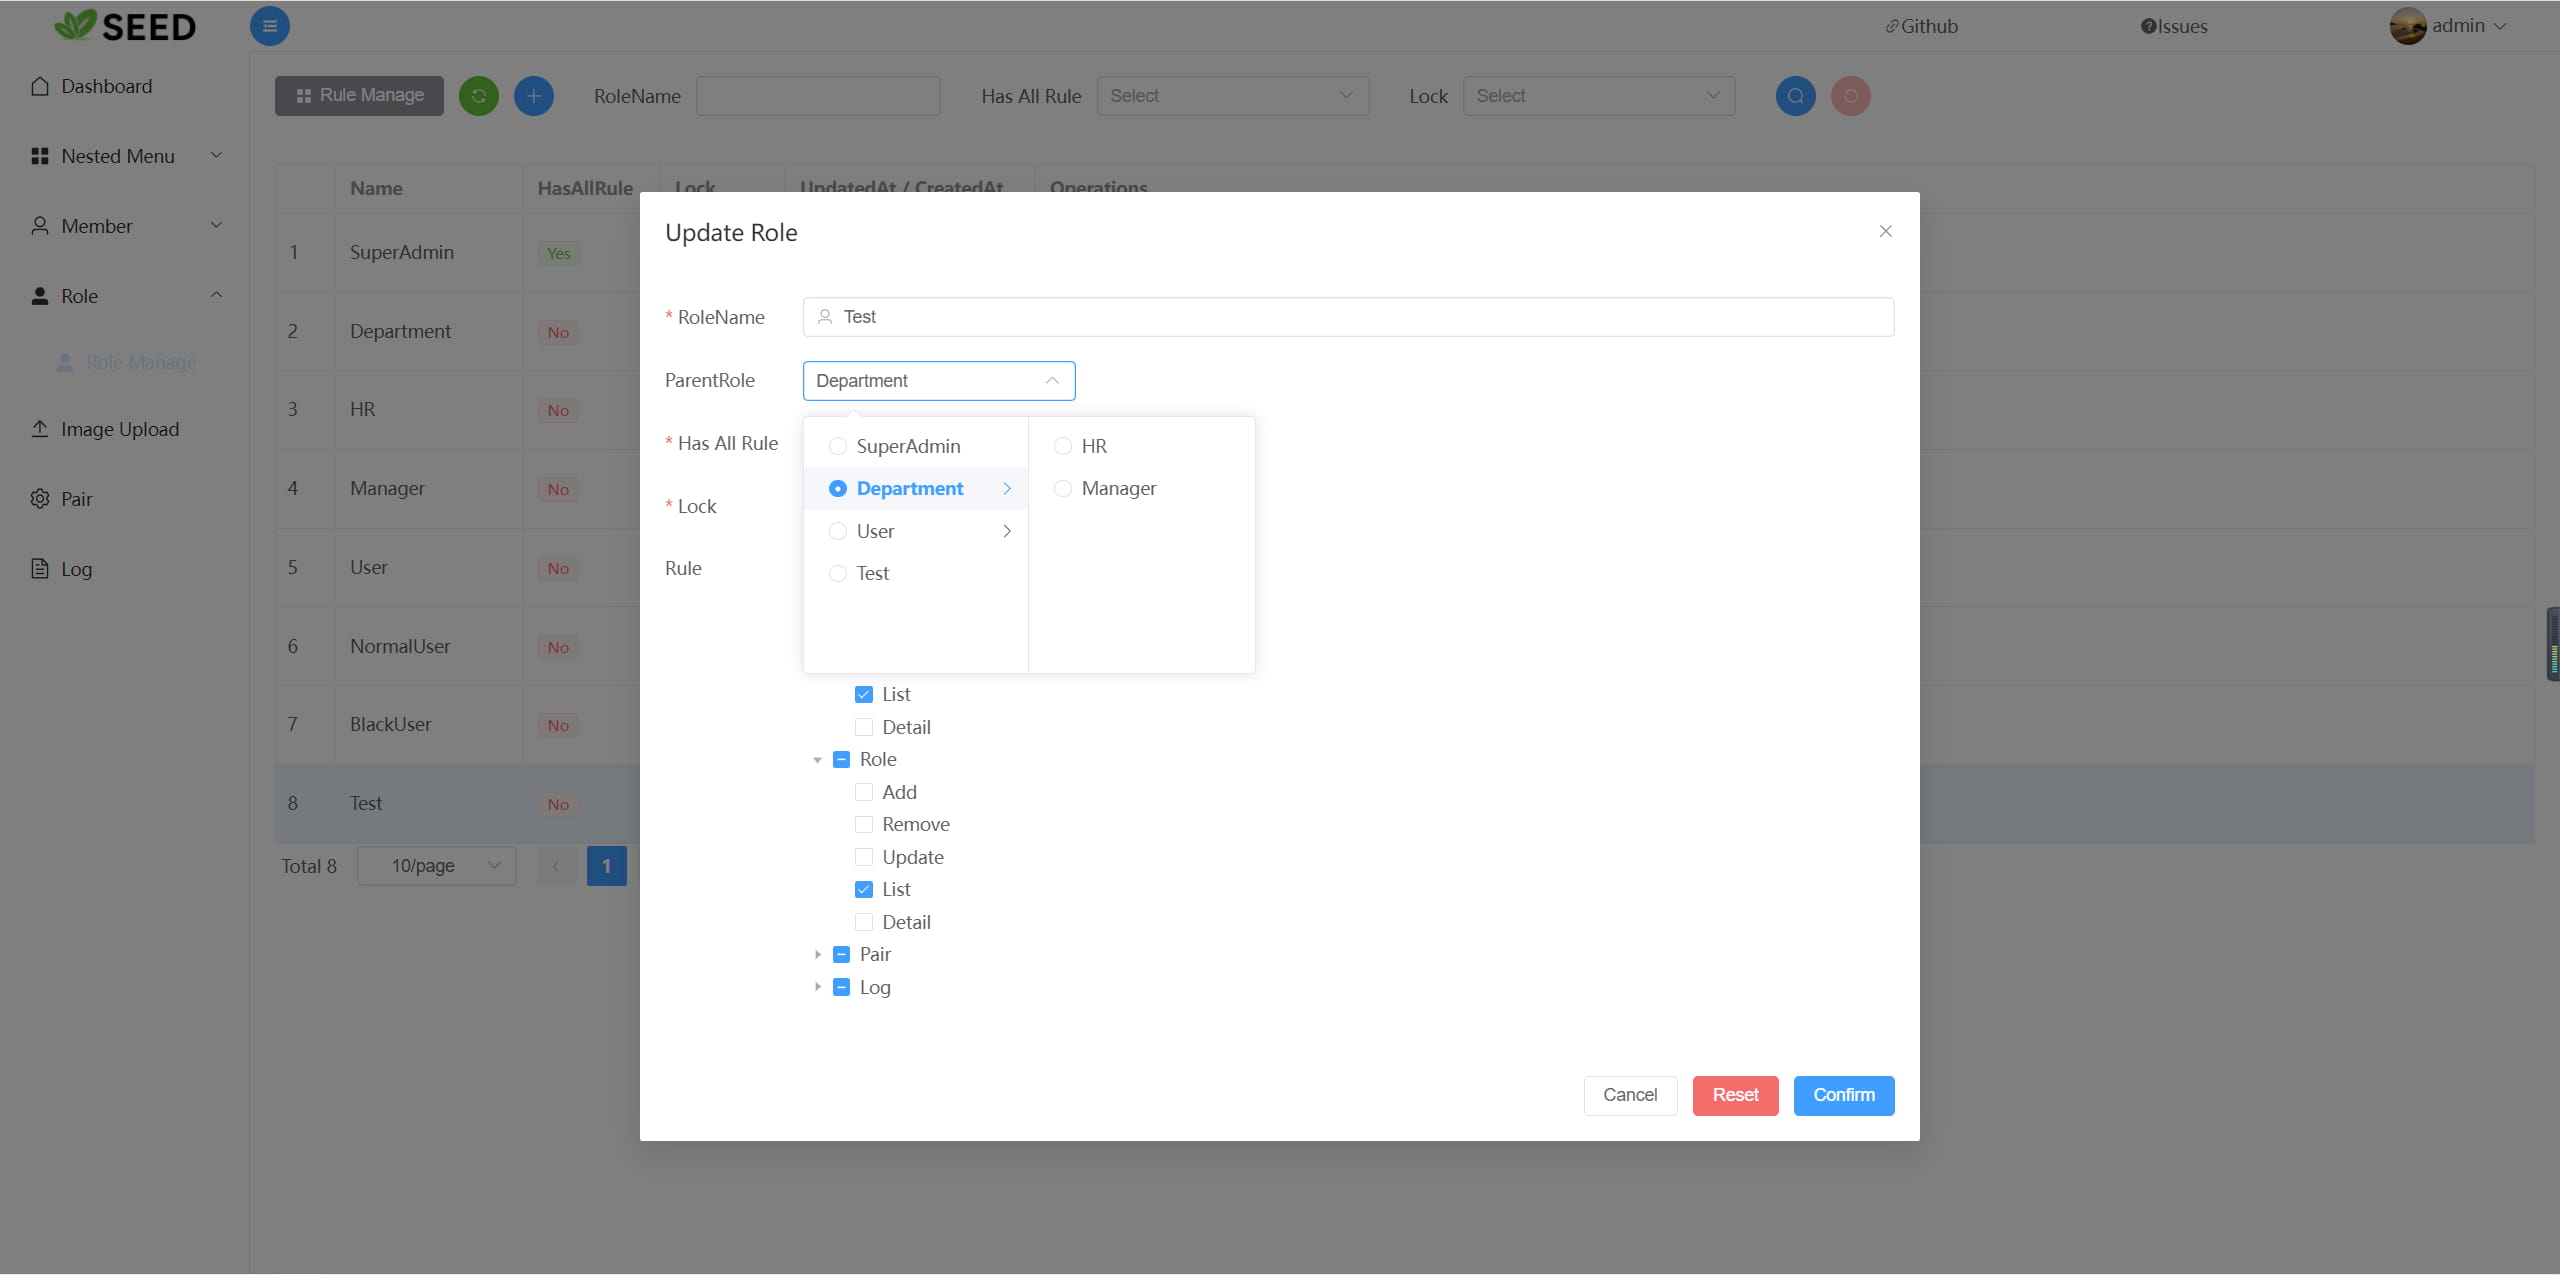 SEED
Github
Issues
admin
Dashboard
Nested Menu
Member
Role
Role Manage
Image Upload
Pair
Log
Rule Manage
RoleName
Has All Rule Select
Lock Select
Name HasAllRule Lock UpdatedAt / CreatedAt Operations
1 SuperAdmin Yes
2 Department No
3 HR No
4 Manager No
5 User No
6 NormalUser No
7 BlackUser No
8 Test No
Total 8 10/page 1
Update Role
* RoleName Test
ParentRole Department
* Has All Rule
* Lock
Rule
SuperAdmin
Department
User
Test
HR
Manager
List
Detail
Role
Add
Remove
Update
List
Detail
Pair
Log
Cancel Reset Confirm